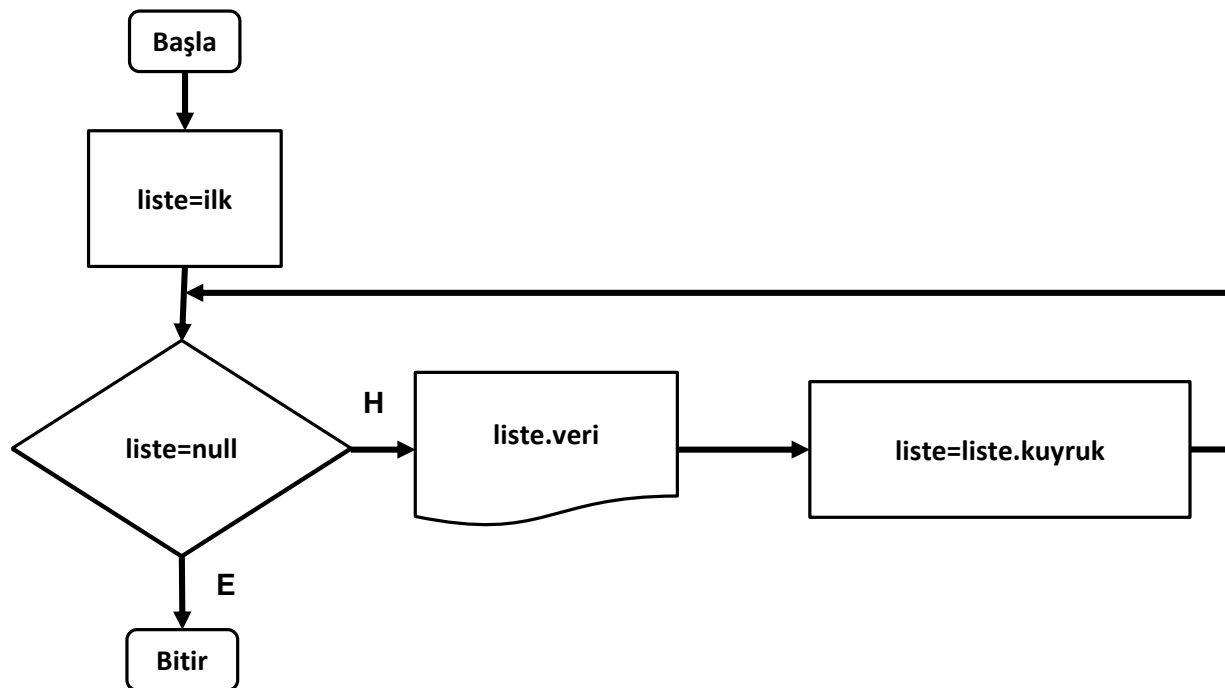 Başla
liste=ilk
liste=null
H
liste.veri
liste=liste.kuyruk
E
Bitir